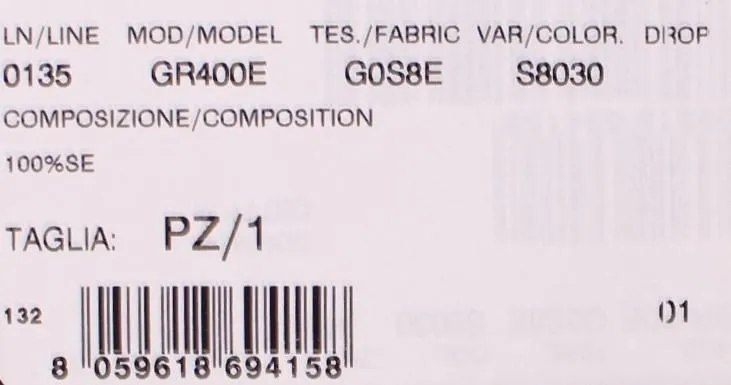 LN/LINE MOD/MODEL TES./FABRIC VAR/COLOR. DROP
0135 GR400E G0S8E S8030
COMPOSIZIONE/COMPOSITION
100%SE
TAGLIA: PZ/1
132 01
8 059618 694158